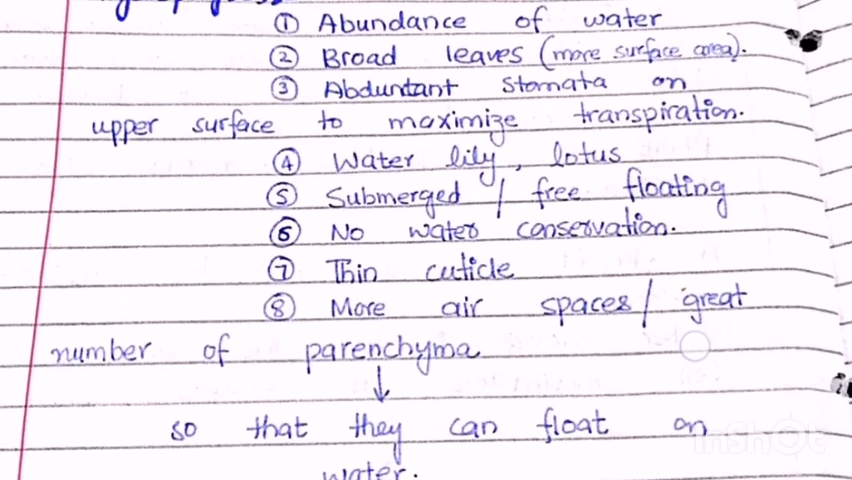 ① Abundance of water
② Broad leaves (more surface area).
③ Abduntant stomata on
upper surface to maximize transpiration.
④ Water lily, lotus
⑤ Submerged / free floating
⑥ No water conservation.
⑦ Thin cuticle
⑧ More air spaces/ great
number of parenchyma
↓
so that they can float on
water.
InShOt